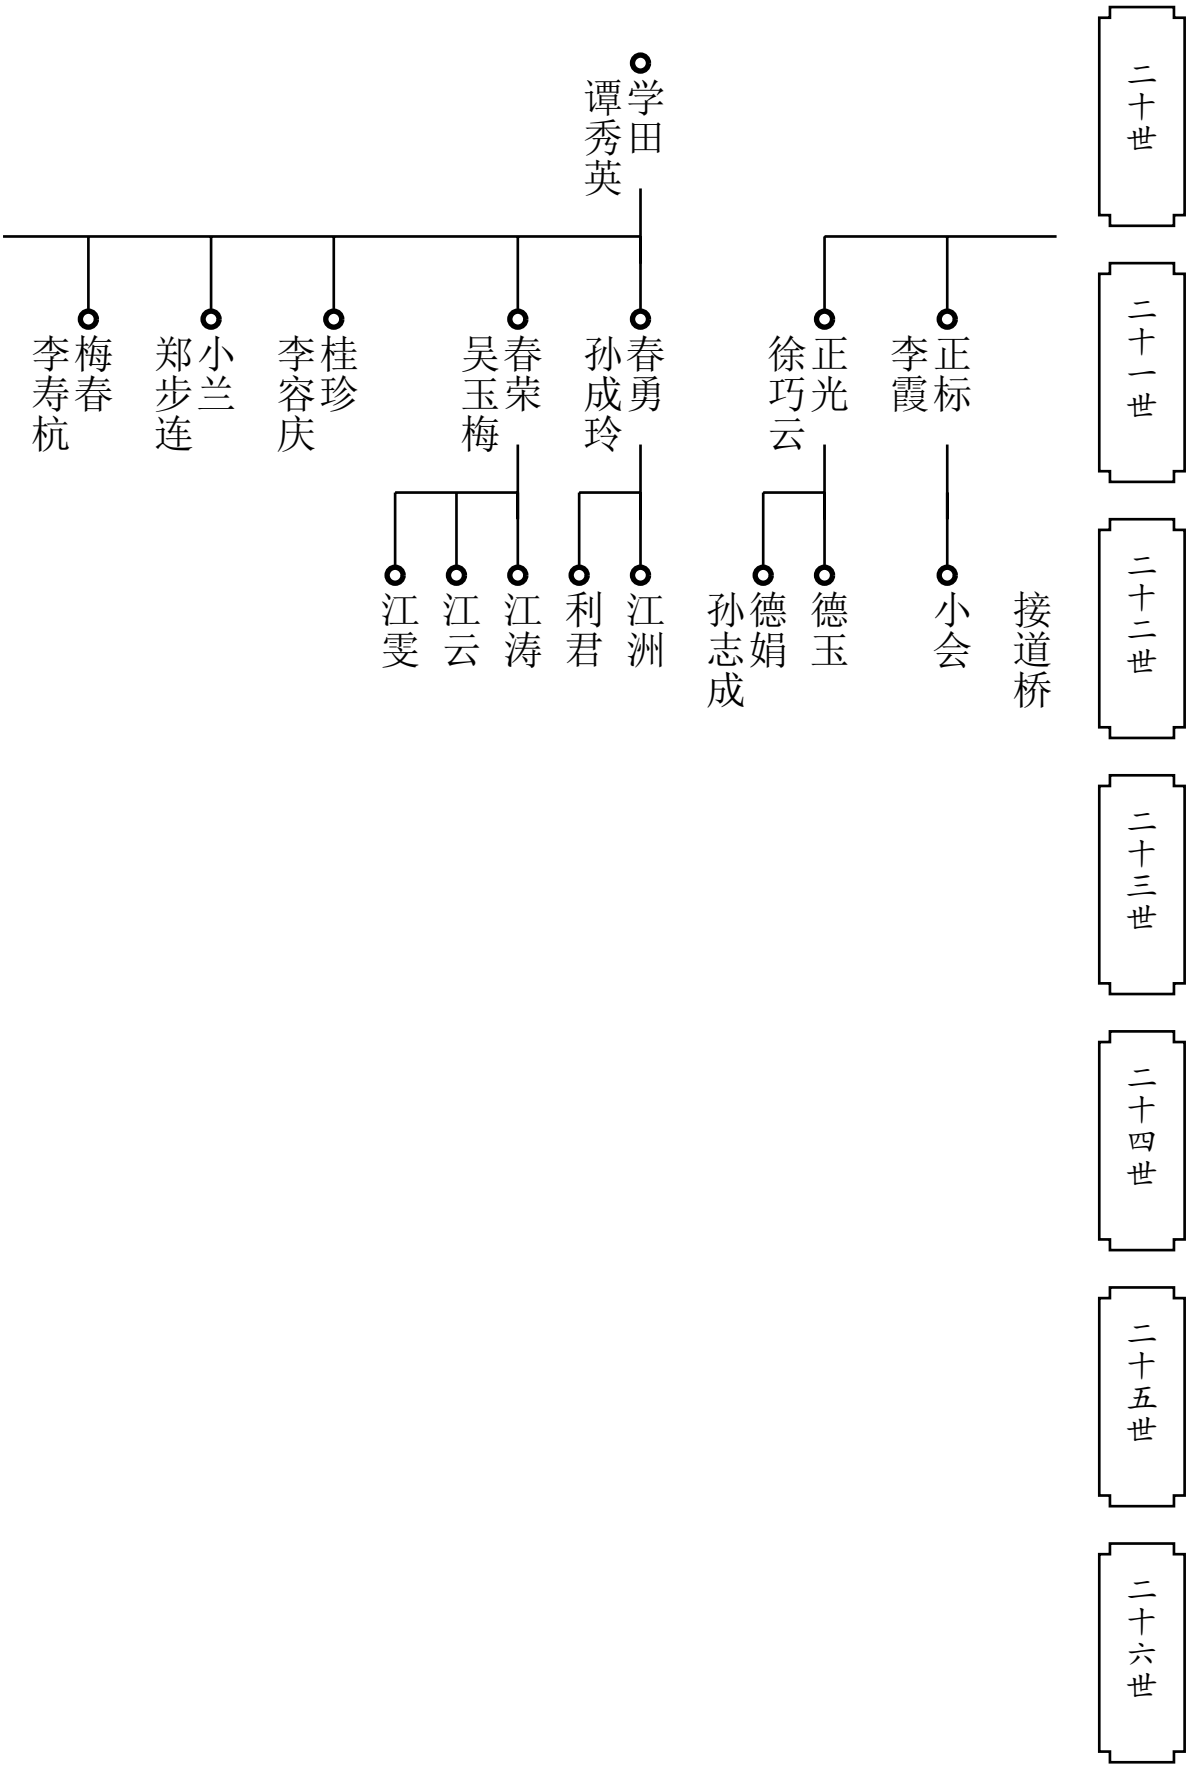 二十世
学田
谭秀英
二十一世
正标
李霞
正光
徐巧云
春勇
孙成玲
春荣
吴玉梅
桂珍
李容庆
小兰
郑步连
梅春
李寿杭
二十二世
接道桥
小会
德玉
德娟
孙志成
江洲
利君
江涛
江云
江雯
二十三世
二十四世
二十五世
二十六世